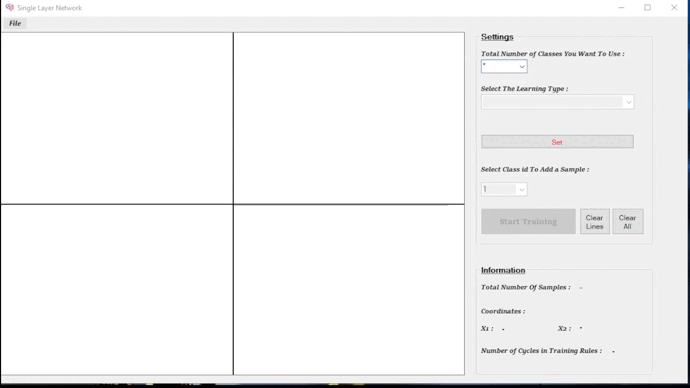 Single Layer Network
File
Settings
Total Number of Classes You Want To Use :
*
Select The Learning Type :
Set
Select Class id To Add a Sample :
1
Start Training
Clear Lines
Clear All
Information
Total Number Of Samples : -
Coordinates :
X1 : - X2 : -
Number of Cycles in Training Rules : -